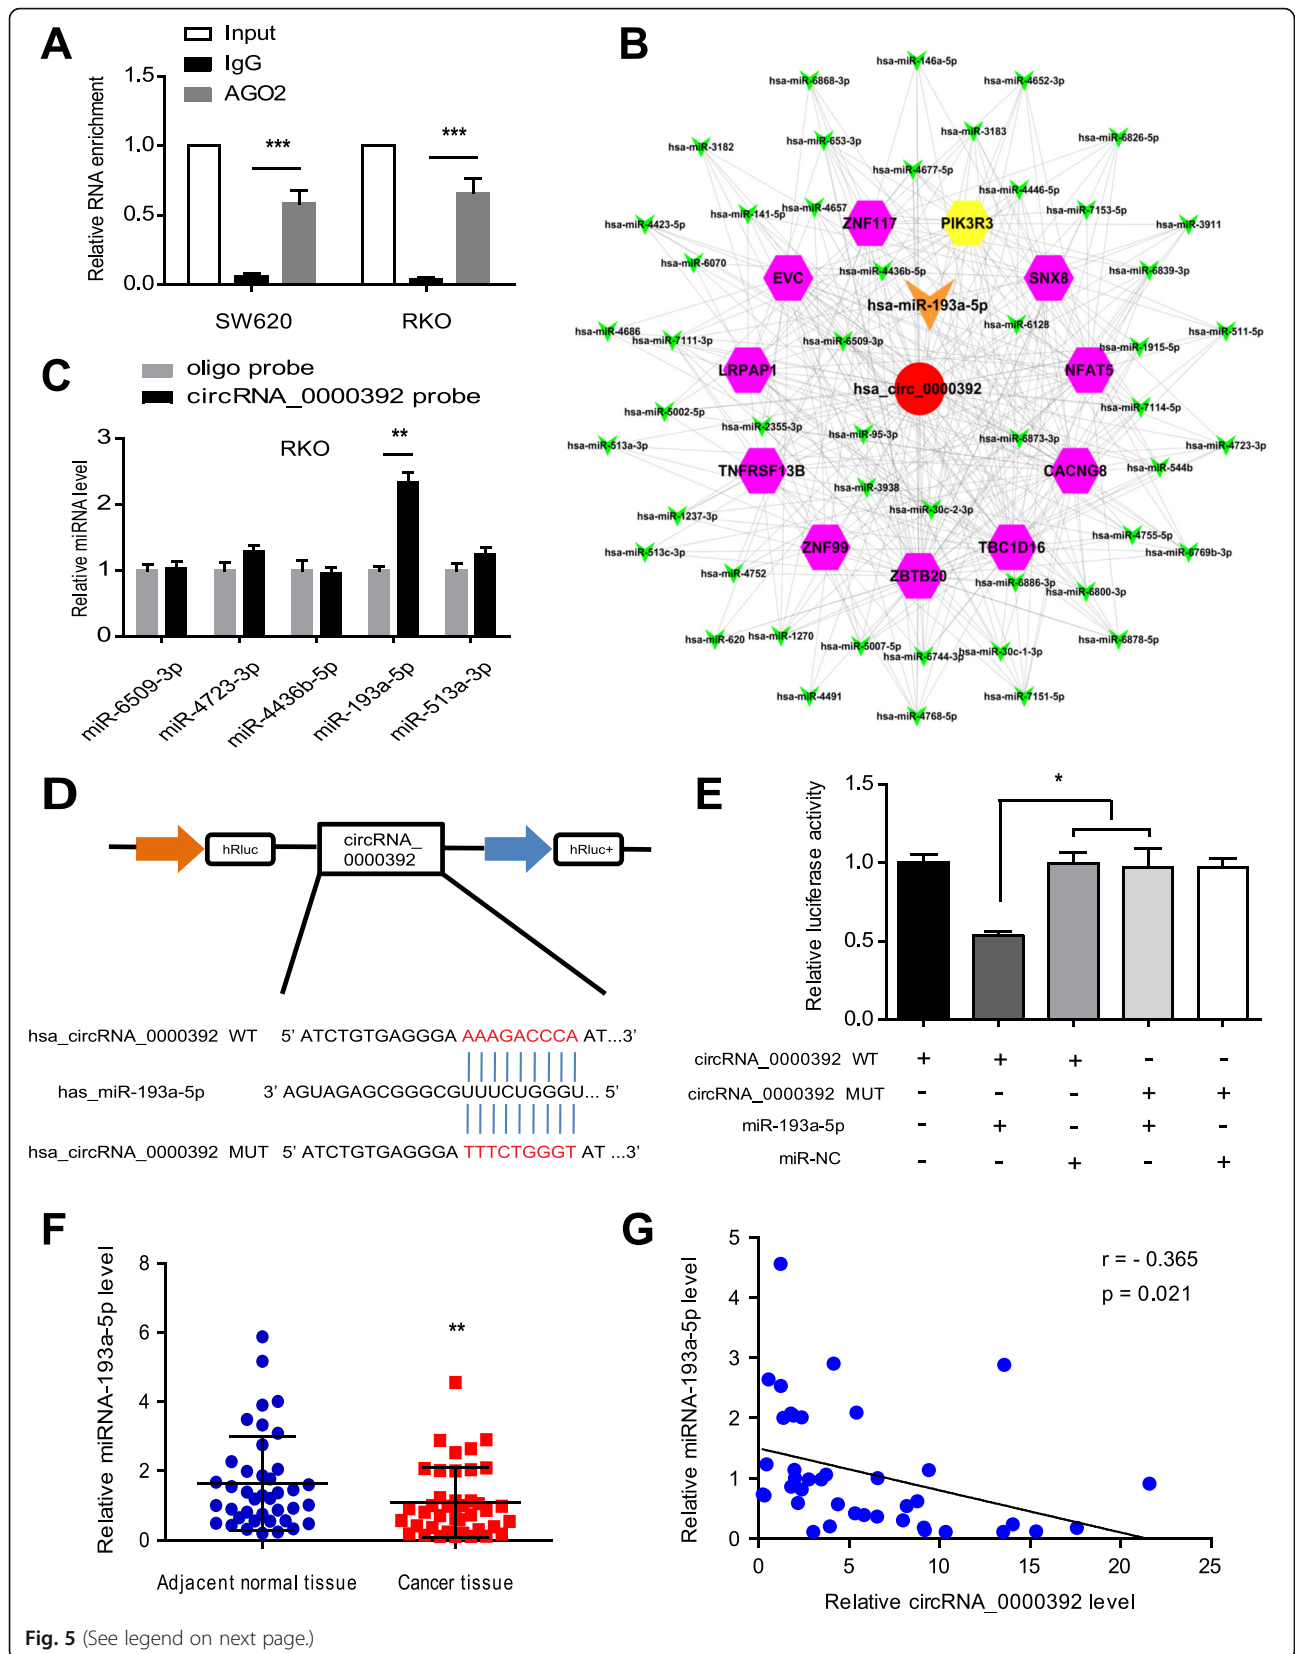 A
Input
IgG
AGO2
Relative RNA enrichment
1.5
1.0
0.5
0.0
***
***
SW620
RKO
B
hsa-miR-146a-5p
hsa-miR-6868-3p
hsa-miR-4652-3p
hsa-miR-3182
hsa-miR-653-3p
hsa-miR-3183
hsa-miR-6826-5p
hsa-miR-4677-5p
hsa-miR-4446-5p
hsa-miR-4423-5p
hsa-miR-141-5p
hsa-miR-4657
ZNF117
PIK3R3
hsa-miR-7153-5p
hsa-miR-3911
hsa-miR-6070
EVC
hsa-miR-4436b-5p
SNX8
hsa-miR-6839-3p
hsa-miR-193a-5p
hsa-miR-4686
hsa-miR-7111-3p
hsa-miR-6509-3p
hsa-miR-6128
hsa-miR-1915-5p
hsa-miR-511-5p
LRPAP1
hsa_circ_0000392
NFAT5
hsa-miR-5002-5p
hsa-miR-7114-5p
hsa-miR-2355-3p
hsa-miR-95-3p
hsa-miR-6873-3p
hsa-miR-513a-3p
hsa-miR-4723-3p
TNFRSF13B
CACNG8
hsa-miR-544b
hsa-miR-3938
hsa-miR-30c-2-3p
hsa-miR-1237-3p
hsa-miR-4755-5p
hsa-miR-513c-3p
ZNF99
TBC1D16
hsa-miR-6769b-3p
hsa-miR-4752
ZBTB20
hsa-miR-6886-3p
hsa-miR-6800-3p
hsa-miR-620
hsa-miR-1270
hsa-miR-5007-5p
hsa-miR-6744-3p
hsa-miR-30c-1-3p
hsa-miR-6878-5p
hsa-miR-4491
hsa-miR-4768-5p
hsa-miR-7151-5p
C
oligo probe
circRNA_0000392 probe
Relative miRNA level
3
2
1
0
RKO
**
miR-6509-3p
miR-4723-3p
miR-4436b-5p
miR-193a-5p
miR-513a-3p
D
hRluc
circRNA_
0000392
hRluc+
hsa_circRNA_0000392 WT 5' ATCTGTGAGGGA AAAGACCCA AT...3'
has_miR-193a-5p 3' AGUAGAGCGGGCGUUUCUGGGU... 5'
hsa_circRNA_0000392 MUT 5' ATCTGTGAGGGA TTTCTGGGT AT ...3'
E
Relative luciferase activity
1.5
1.0
0.5
0.0
*
circRNA_0000392 WT + + + - -
circRNA_0000392 MUT - - - + +
miR-193a-5p - + - + -
miR-NC - - + - +
F
Relative miRNA-193a-5p level
8
6
4
2
0
**
Adjacent normal tissue
Cancer tissue
G
Relative miRNA-193a-5p level
5
4
3
2
1
0
r = - 0.365
p = 0.021
0 5 10 15 20 25
Relative circRNA_0000392 level
Fig. 5 (See legend on next page.)